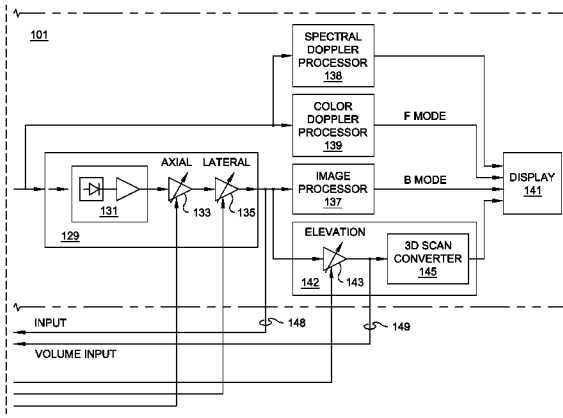 101
SPECTRAL
DOPPLER
PROCESSOR
138
COLOR
DOPPLER
PROCESSOR
139
F MODE
AXIAL LATERAL
131
133
135
129
IMAGE
PROCESSOR
137
B MODE
DISPLAY
141
ELEVATION
142
143
3D SCAN
CONVERTER
145
INPUT
148
149
VOLUME INPUT